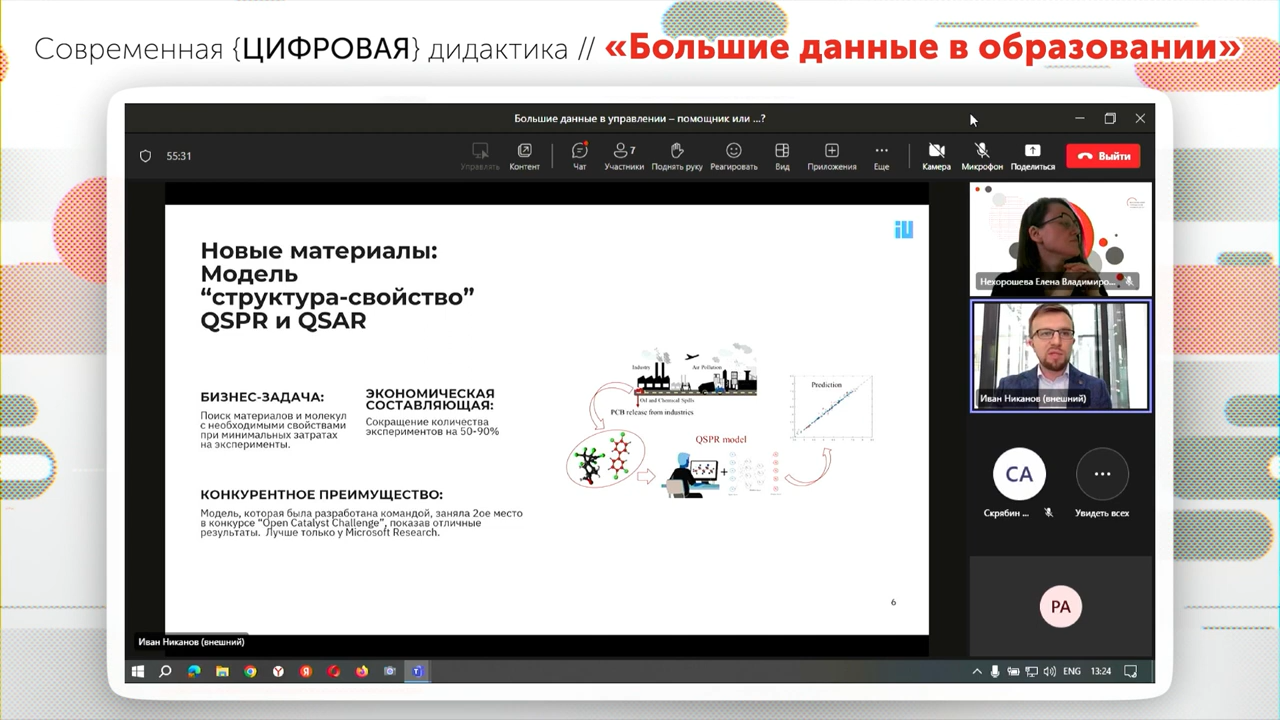 Современная {ЦИФРОВАЯ} дидактика // «Большие данные в образовании»
Большие данные в управлении – помощник или ...?
55:31
Управлять
Контент
Чат
7
Участники
Поднять руку
Реагировать
Вид
Приложения
Еще
Камера
Микрофон
Поделиться
Выйти
Новые материалы:
Модель
“структура-свойство”
QSPR и QSAR
БИЗНЕС-ЗАДАЧА:
Поиск материалов и молекул
с необходимыми свойствами
при минимальных затратах
на эксперименты.
ЭКОНОМИЧЕСКАЯ
СОСТАВЛЯЮЩАЯ:
Сокращение количества
экспериментов на 50-90%
КОНКУРЕНТНОЕ ПРЕИМУЩЕСТВО:
Модель, которая была разработана командой, заняла 2ое место
в конкурсе “Open Catalyst Challenge”, показав отличные
результаты. Лучше только у Microsoft Research.
Industry
Air Pollution
Oil and Chemical Spills
PCB release from industries
Prediction
QSPR model
+
6
Нехорошева Елена Владимиро...
Иван Никанов (внешний)
СА
Скрябин ...
Увидеть всех
РА
Иван Никанов (внешний)
ENG
13:24